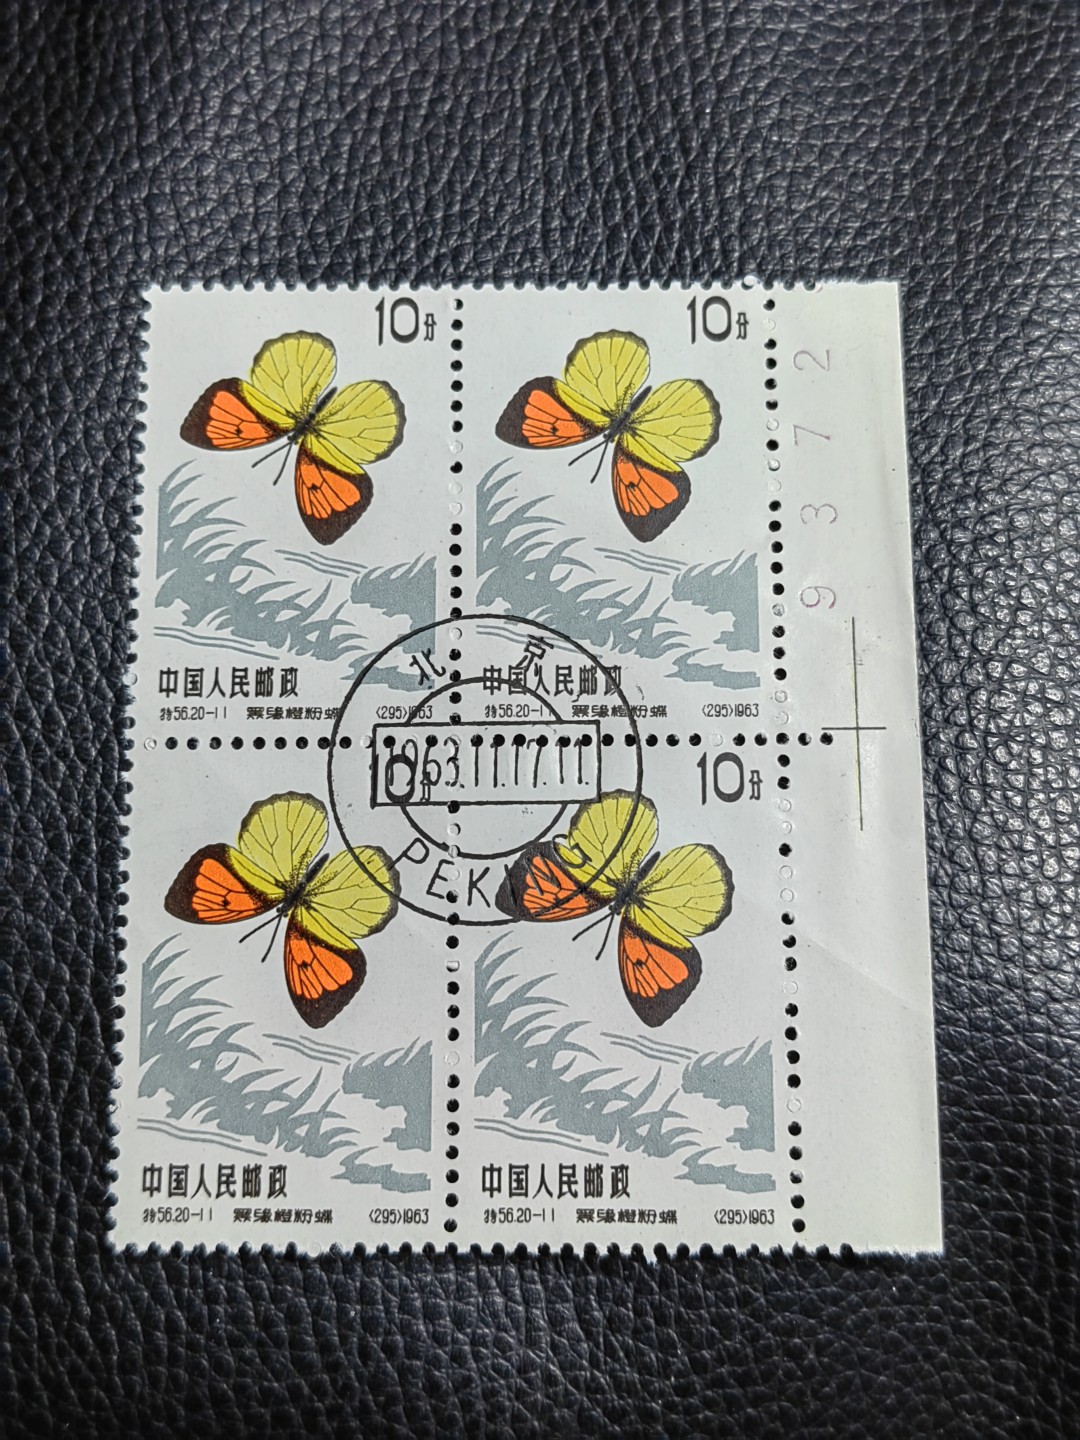 10分
10分
中国人民邮政
中国人民邮政
特56.20-11 黑缘橙粉蝶 (295)1963
特56.20-11 黑缘橙粉蝶 (295)1963
9372
北京
1963.11.17.11.
PEKING
10分
10分
中国人民邮政
中国人民邮政
特56.20-11 黑缘橙粉蝶 (295)1963
特56.20-11 黑缘橙粉蝶 (295)1963